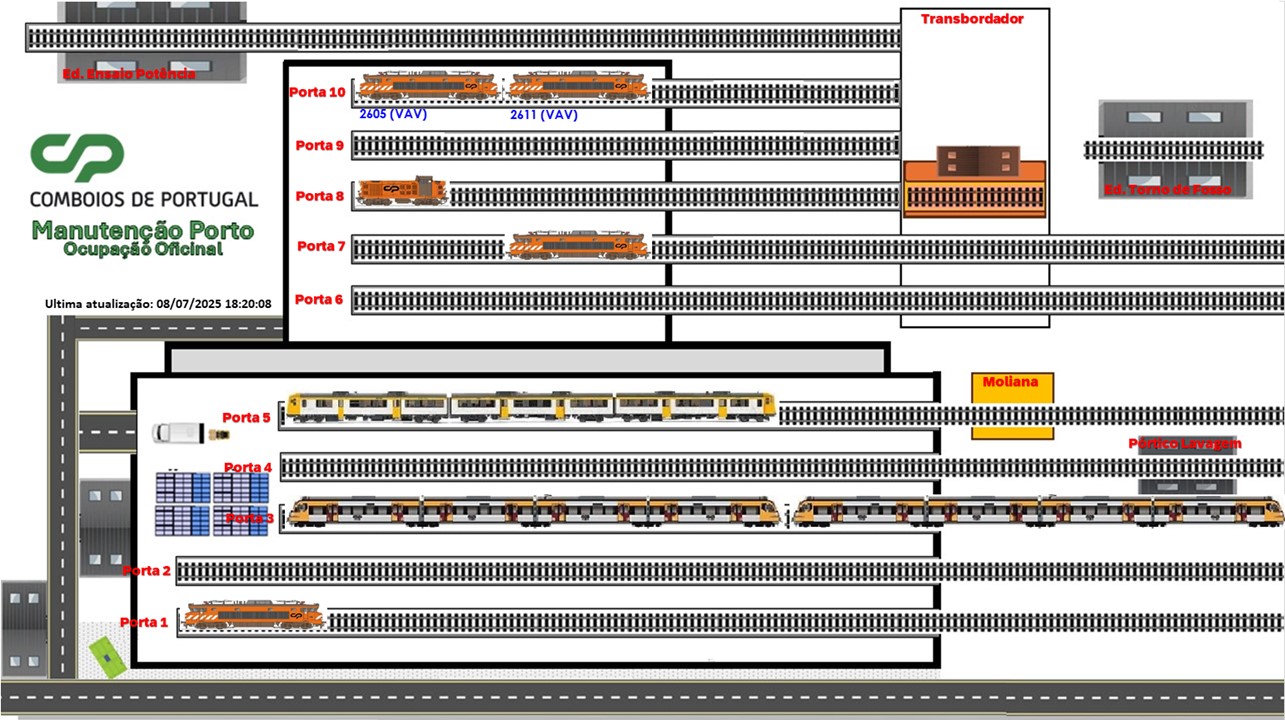 Transbordador
Ed. Ensaio Potência
Porta 10
2605 (VAV)
2611 (VAV)
Porta 9
CP
COMBOIOS DE PORTUGAL
Manutenção Porto
Ocupação Oficinal
Porta 8
Ed. Torno de Fosso
Porta 7
Porta 6
Ultima atualização: 08/07/2025 18:20:08
Moliana
Porta 5
Pórtico Lavagem
Porta 4
Porta 3
Porta 2
Porta 1